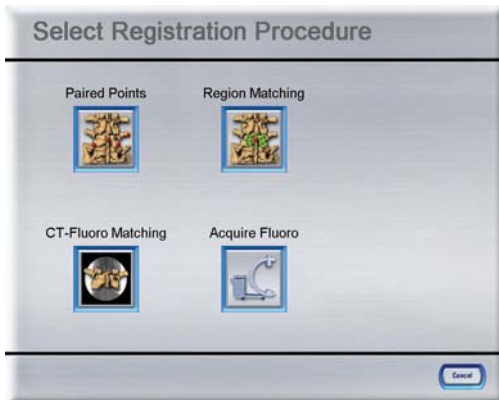 Select Registration Procedure
Paired Points
Region Matching
CT-Fluoro Matching
Acquire Fluoro
Cancel